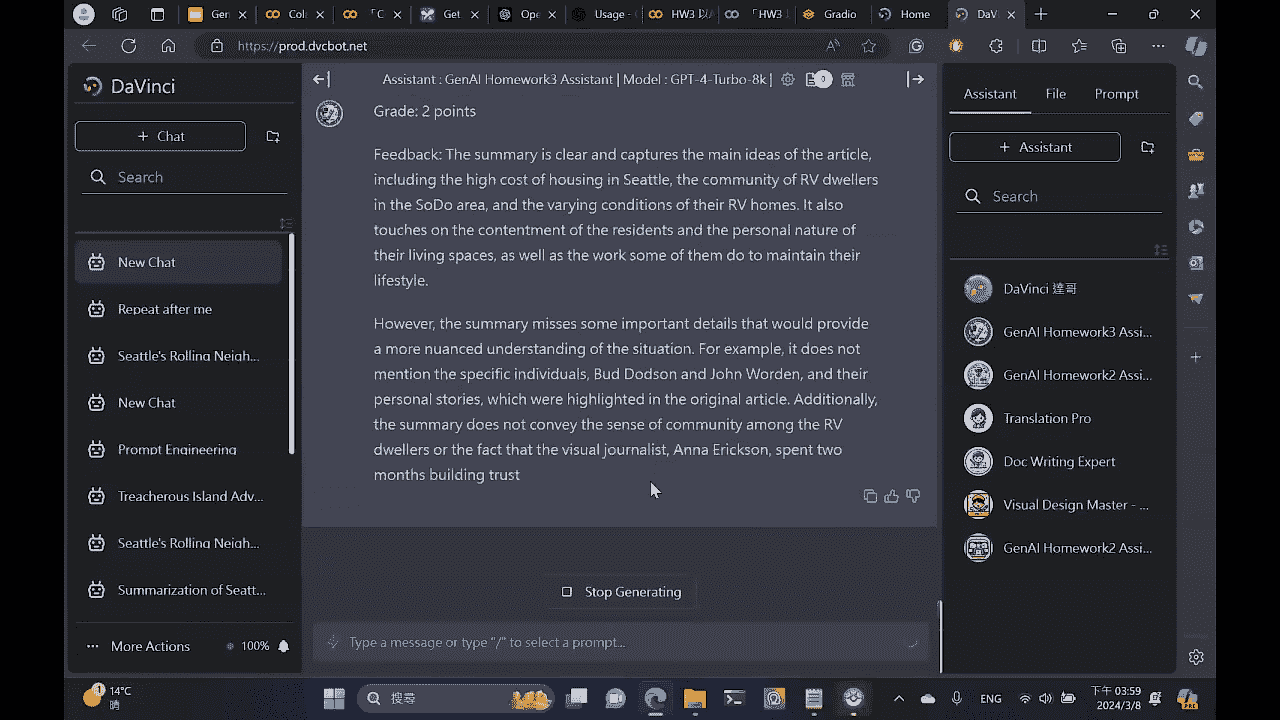 Ger
Col
「C
Get
Ope
Usage - 
HW3
「HW3
Gradio
Home
DaV
https://prod.dvcbot.net
DaVinci
Assistant : GenAI Homework3 Assistant | Model : GPT-4-Turbo-8k |
0
Assistant
File
Prompt
+ Chat
Search
New Chat
Repeat after me
Seattle's Rolling Neigh...
New Chat
Prompt Engineering
Treacherous Island Adv...
Seattle's Rolling Neigh...
Summarization of Seatt...
... More Actions
100%
Grade: 2 points
Feedback: The summary is clear and captures the main ideas of the article,
including the high cost of housing in Seattle, the community of RV dwellers
in the SoDo area, and the varying conditions of their RV homes. It also
touches on the contentment of the residents and the personal nature of
their living spaces, as well as the work some of them do to maintain their
lifestyle.
However, the summary misses some important details that would provide
a more nuanced understanding of the situation. For example, it does not
mention the specific individuals, Bud Dodson and John Worden, and their
personal stories, which were highlighted in the original article. Additionally,
the summary does not convey the sense of community among the RV
dwellers or the fact that the visual journalist, Anna Erickson, spent two
months building trust
Stop Generating
Type a message or type "/" to select a prompt...
+ Assistant
Search
DaVinci 達哥
GenAI Homework3 Assi...
GenAI Homework2 Assi...
Translation Pro
Doc Writing Expert
Visual Design Master - ...
GenAI Homework2 Assi...
1
14°C
晴
搜尋
ENG
下午 03:59
2024/3/8